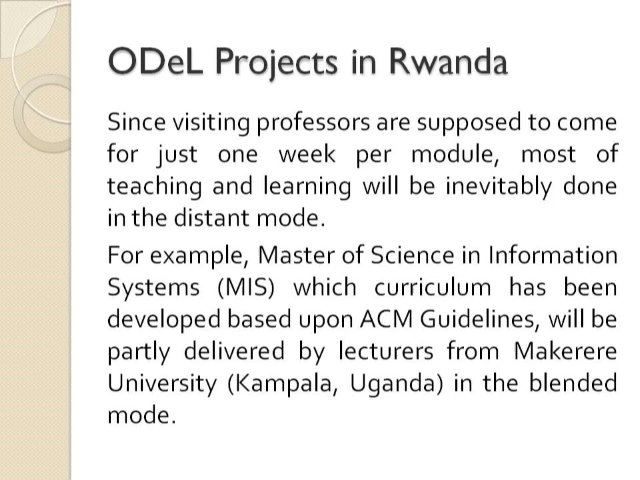 ODeL Projects in Rwanda
Since visiting professors are supposed to come
for just one week per module, most of
teaching and learning will be inevitably done
in the distant mode.
For example, Master of Science in Information
Systems (MIS) which curriculum has been
developed based upon ACM Guidelines, will be
partly delivered by lecturers from Makerere
University (Kampala, Uganda) in the blended
mode.